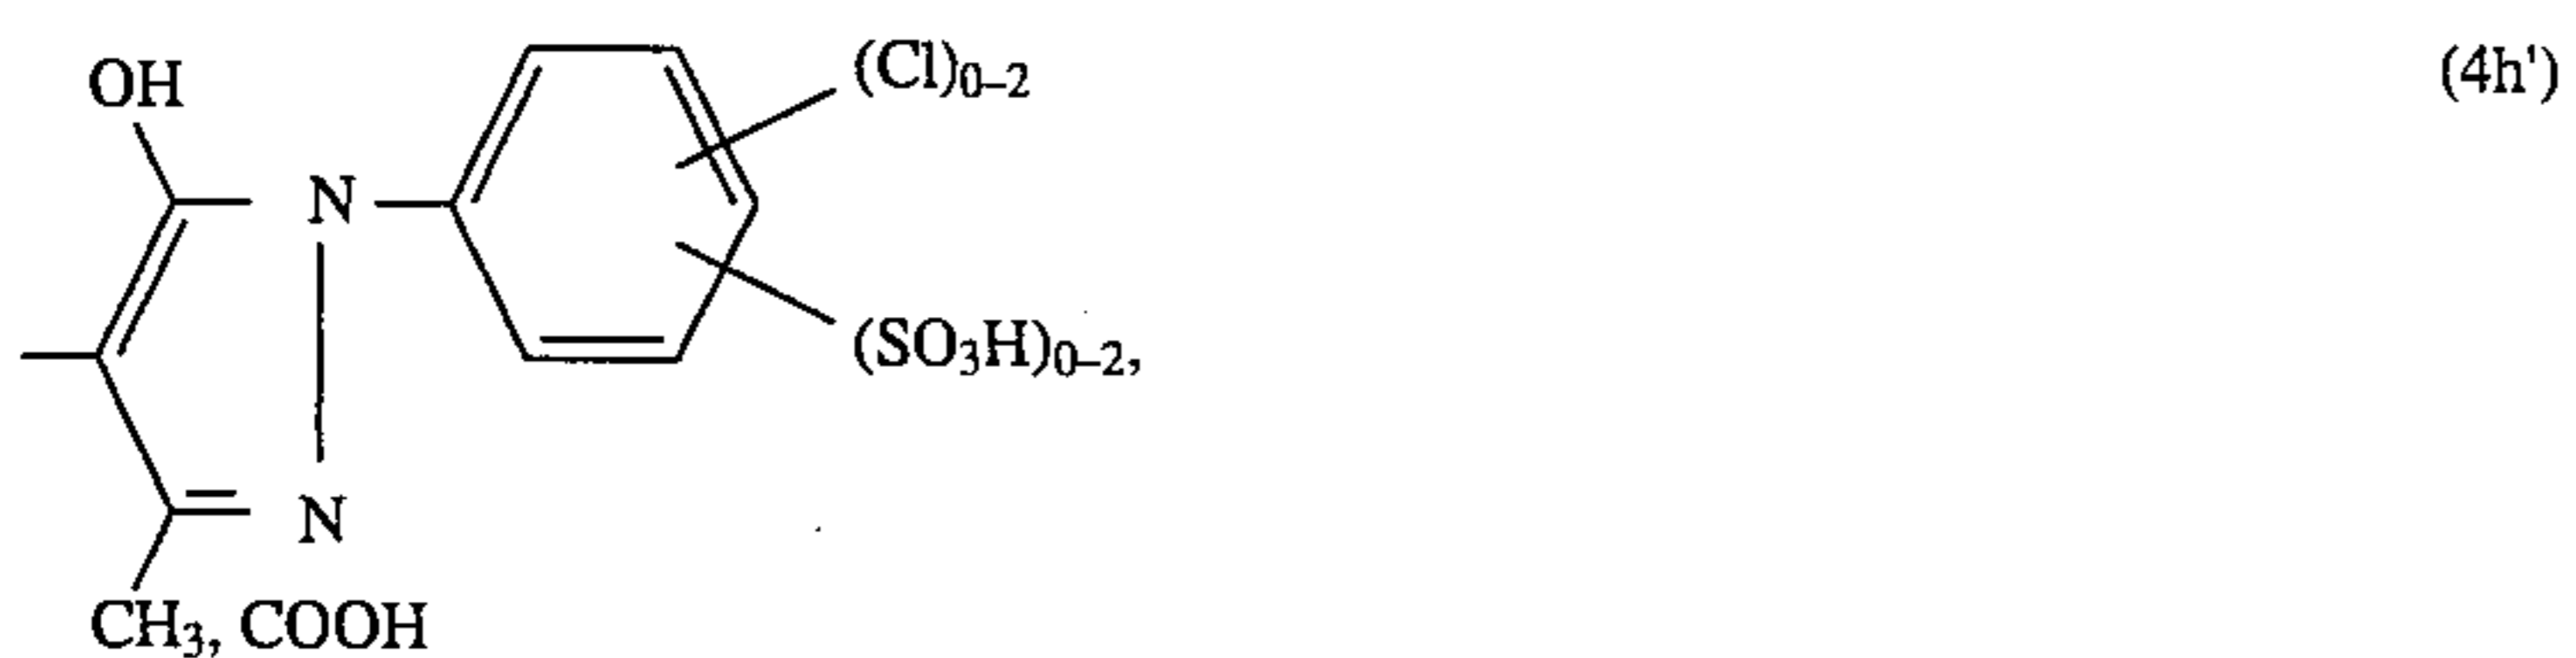 OH
(Cl)₀₋₂
(4h')
N
(SO₃H)₀₋₂,
N
CH₃, COOH